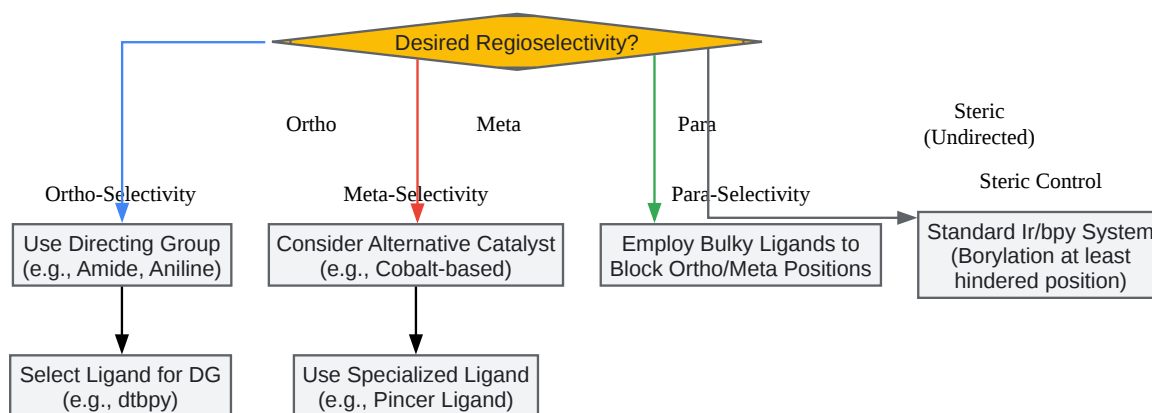 Desired Regioselectivity?
Ortho
Meta
Para
Steric
(Undirected)
Ortho-Selectivity
Meta-Selectivity
Para-Selectivity
Steric Control
Use Directing Group
(e.g., Amide, Aniline)
Consider Alternative Catalyst
(e.g., Cobalt-based)
Employ Bulky Ligands to
Block Ortho/Meta Positions
Standard Ir/bpy System
(Borylation at least
hindered position)
Select Ligand for DG
(e.g., dtbpy)
Use Specialized Ligand
(e.g., Pincer Ligand)